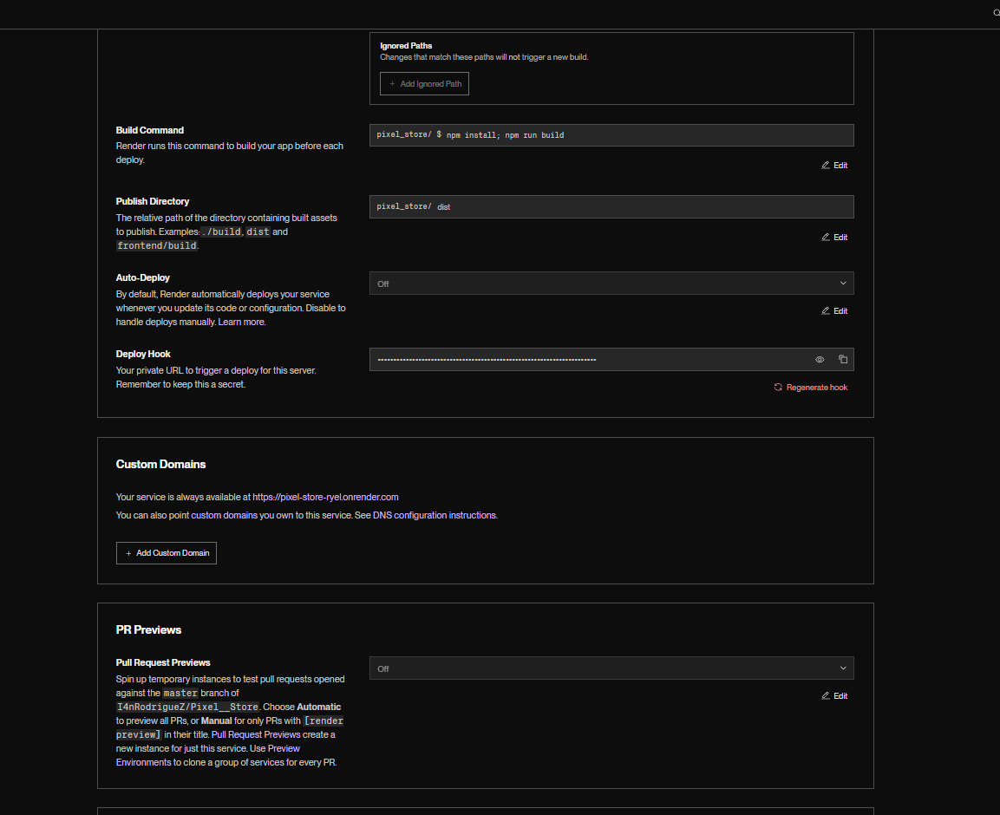 Ignored Paths
Changes that match these paths will not trigger a new build.
+ Add Ignored Path
Build Command
Render runs this command to build your app before each
deploy.
pixel_store/ $ npm install; npm run build
Edit
Publish Directory
The relative path of the directory containing built assets
to publish. Examples: ./build, dist and
frontend/build.
pixel_store/ dist
Edit
Auto-Deploy
By default, Render automatically deploys your service
whenever you update its code or configuration. Disable to
handle deploys manually. Learn more.
Off
Edit
Deploy Hook
Your private URL to trigger a deploy for this server.
Remember to keep this a secret.
Regenerate hook
Custom Domains
Your service is always available at https://pixel-store-ryel.onrender.com
You can also point custom domains you own to this service. See DNS configuration instructions.
+ Add Custom Domain
PR Previews
Pull Request Previews
Spin up temporary instances to test pull requests opened
against the master branch of
I4nRodrigueZ/Pixel__Store. Choose Automatic
to preview all PRs, or Manual for only PRs with [render
preview] in their title. Pull Request Previews create a
new instance for just this service. Use Preview
Environments to clone a group of services for every PR.
Off
Edit